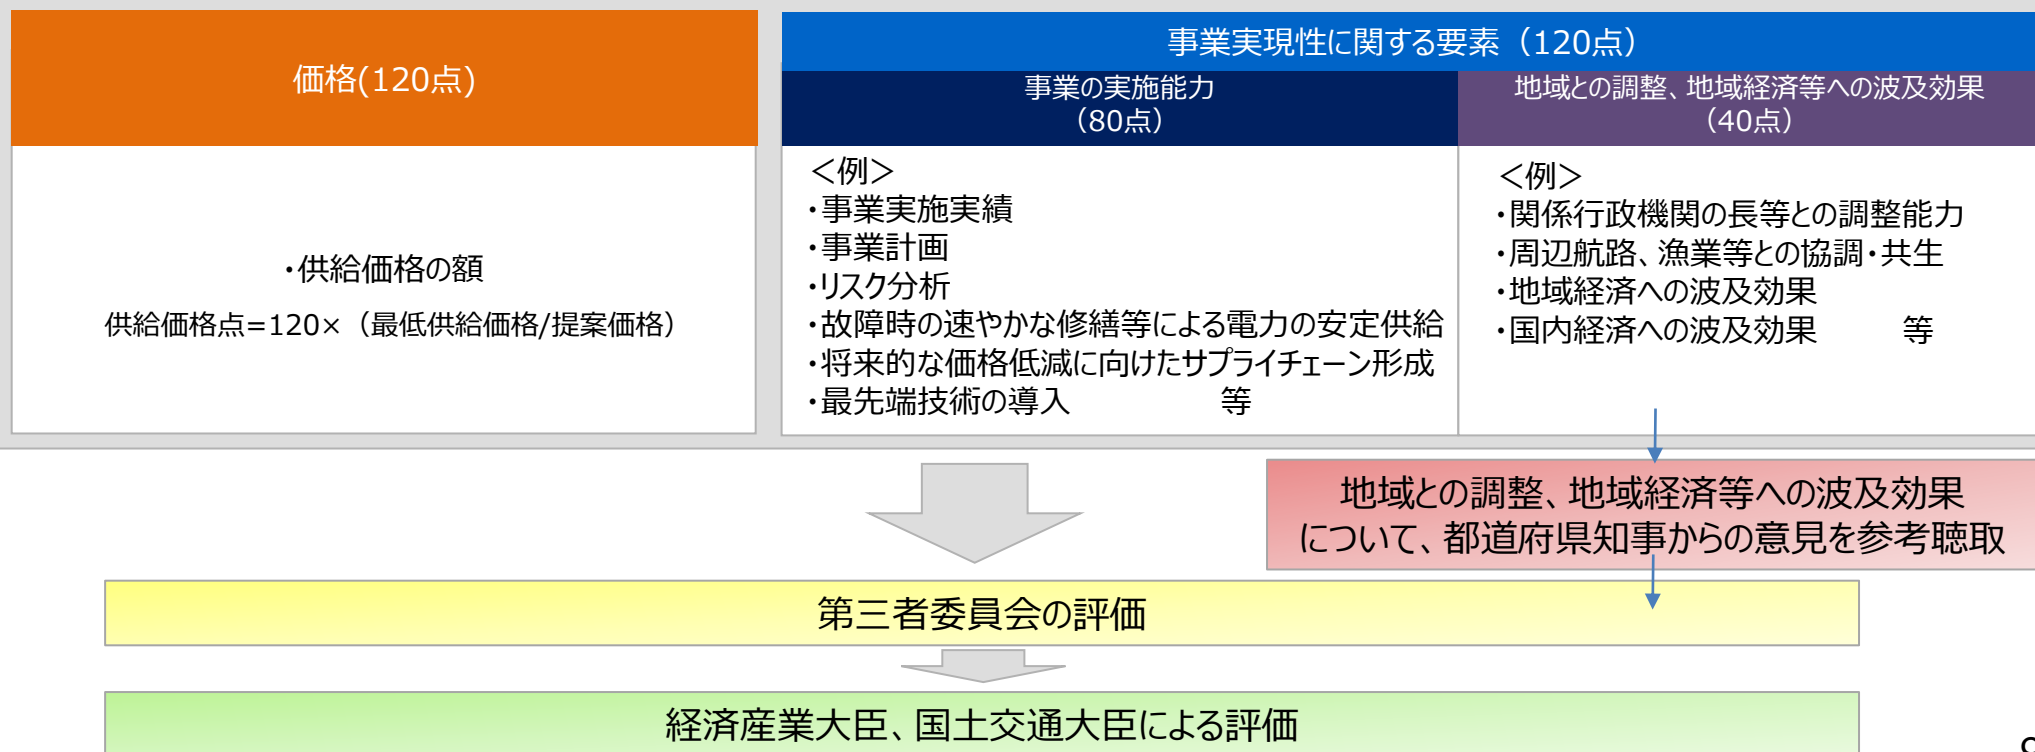 価格(120点)
・供給価格の額
供給価格点=120×（最低供給価格/提案価格）
事業実現性に関する要素（120点）
事業の実施能力
（80点）
＜例＞
・事業実施実績
・事業計画
・リスク分析
・故障時の速やかな修繕等による電力の安定供給
・将来的な価格低減に向けたサプライチェーン形成
・最先端技術の導入 等
地域との調整、地域経済等への波及効果
（40点）
＜例＞
・関係行政機関の長等との調整能力
・周辺航路、漁業等との協調・共生
・地域経済への波及効果
・国内経済への波及効果 等
地域との調整、地域経済等への波及効果
について、都道府県知事からの意見を参考聴取
第三者委員会の評価
経済産業大臣、国土交通大臣による評価